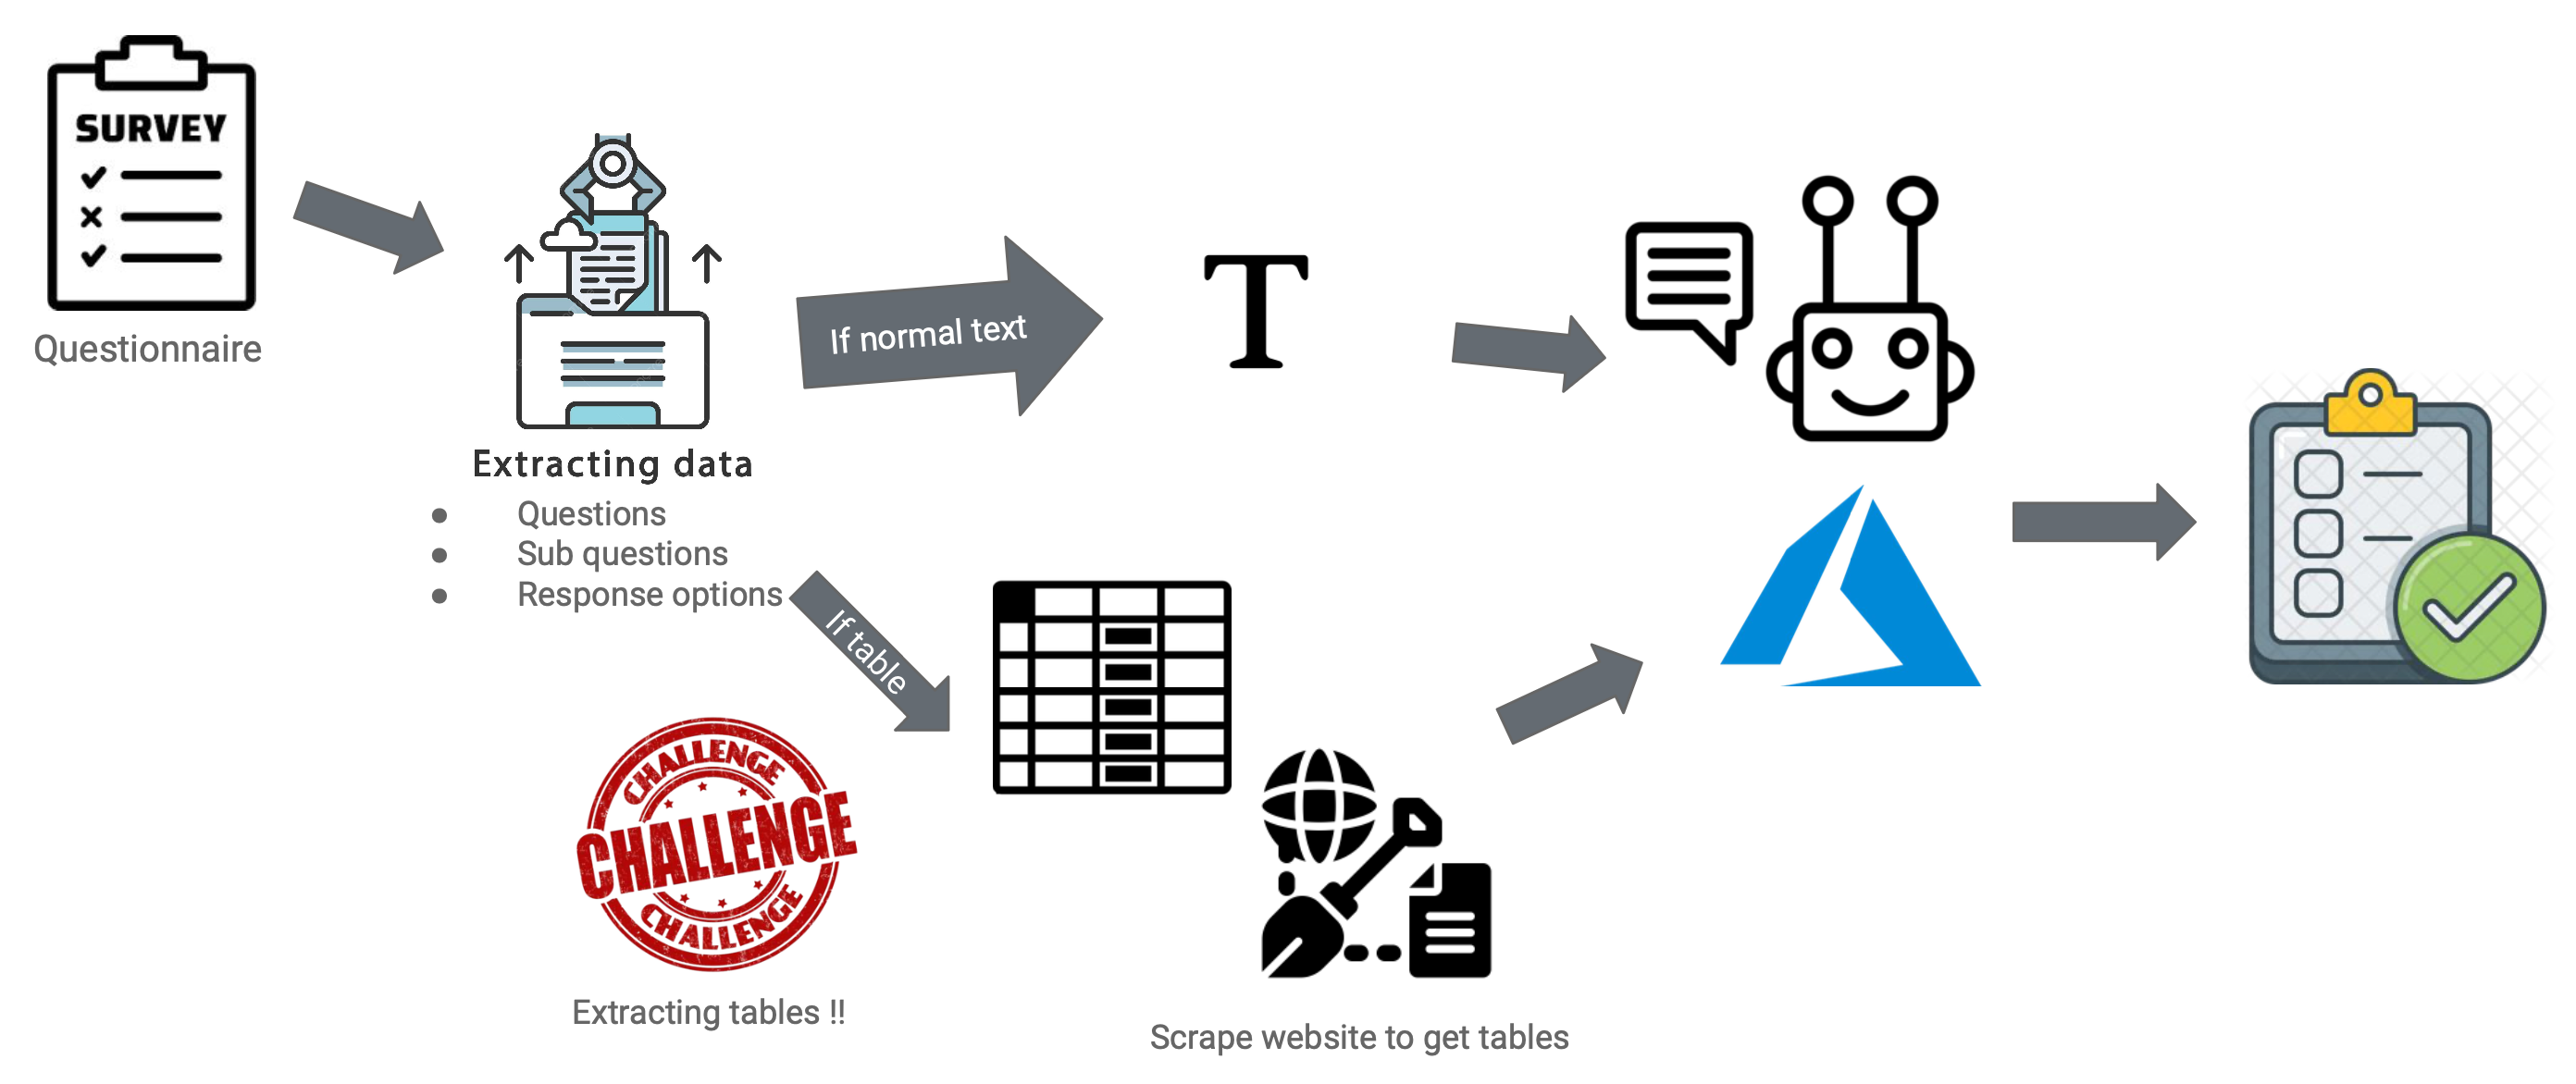 SURVEY
Questionnaire
If normal text
T
Extracting data
● Questions
● Sub questions
● Response options
If table
CHALLENGE
CHALLENGE
CHALLENGE
Extracting tables !!
Scrape website to get tables